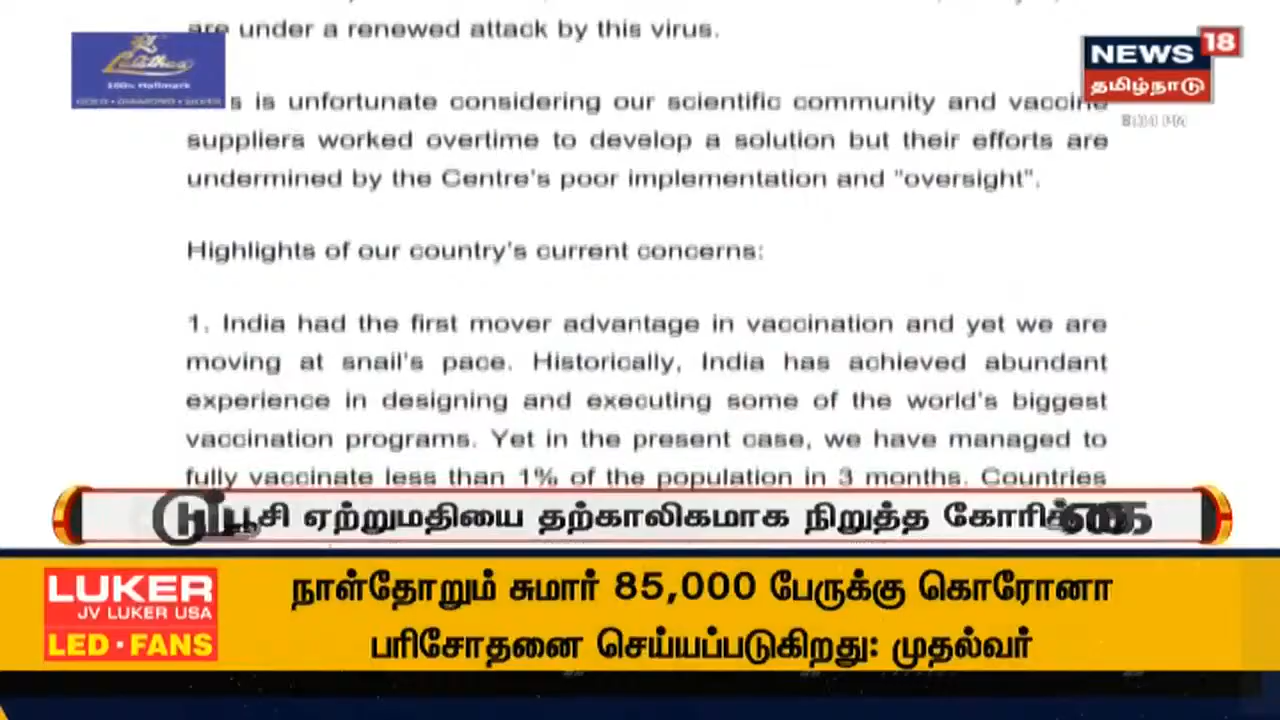 are under a renewed attack by this virus.
100% Hallmark
GOLD • DIAMOND • SILVER
NEWS 18
தமிழ்நாடு
is unfortunate considering our scientific community and vaccine
suppliers worked overtime to develop a solution but their efforts are
undermined by the Centre's poor implementation and "oversight".
Highlights of our country's current concerns:
1. India had the first mover advantage in vaccination and yet we are
moving at snail's pace. Historically, India has achieved abundant
experience in designing and executing some of the world's biggest
vaccination programs. Yet in the present case, we have managed to
fully vaccinate less than 1% of the population in 3 months. Countries
ஏற்றுமதியை தற்காலிகமாக நிறுத்த
LUKER
JV LUKER USA
LED • FANS
நாள்தோறும் சுமார் 85,000 பேருக்கு கொரோனா
பரிசோதனை செய்யப்படுகிறது: முதல்வர்